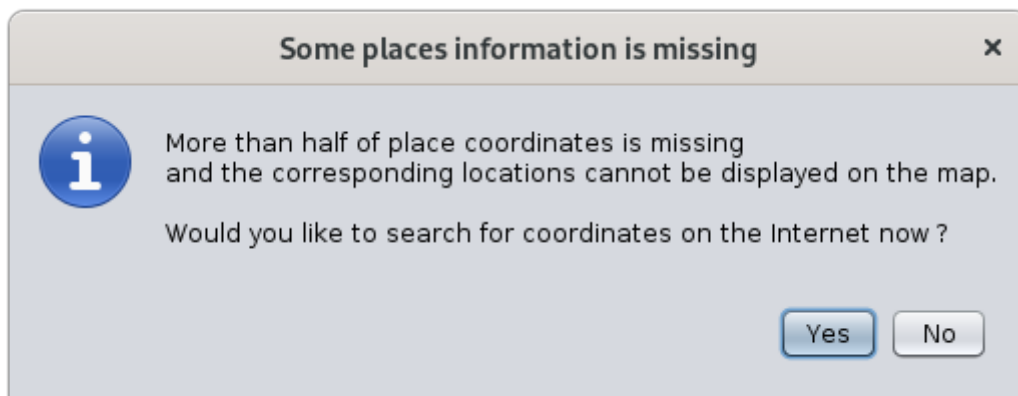 Some places information is missing
More than half of place coordinates is missing
and the corresponding locations cannot be displayed on the map.
Would you like to search for coordinates on the Internet now ?
Yes No